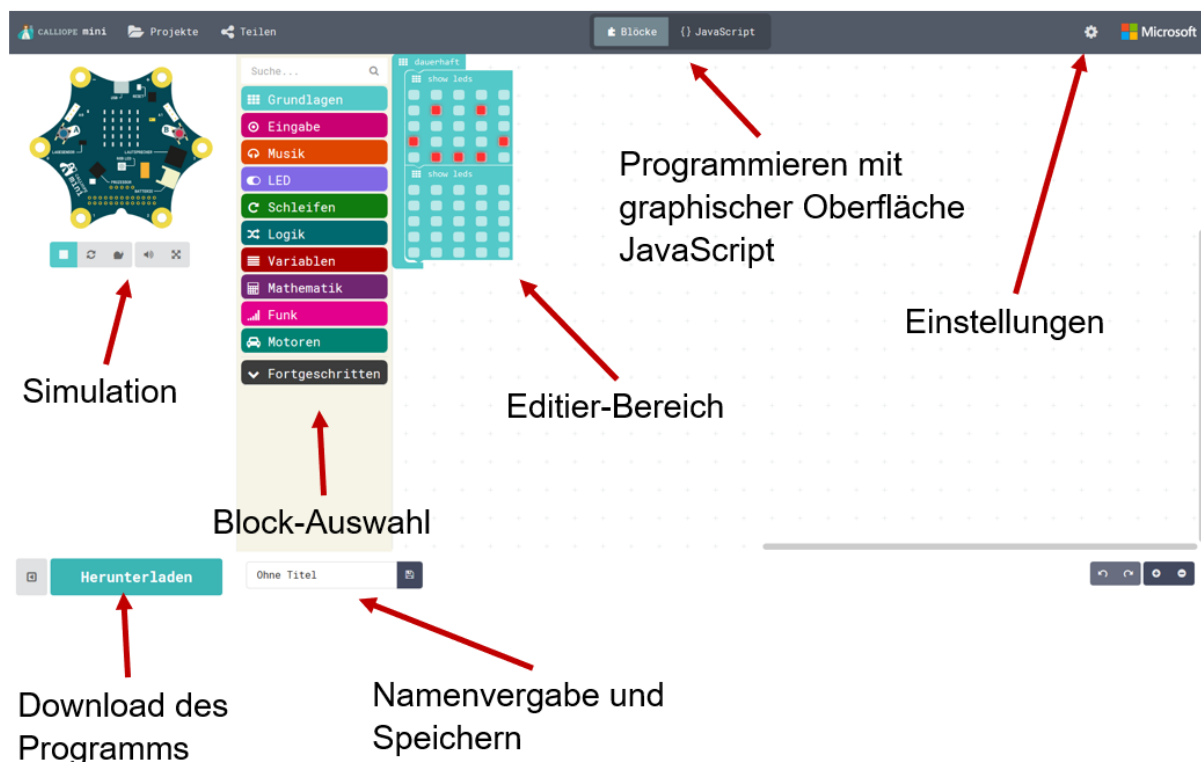 CALLIOPE mini
Projekte
Teilen
Blöcke
{} JavaScript
Microsoft
Suche...
Grundlagen
Eingabe
Musik
LED
Schleifen
Logik
Variablen
Mathematik
Funk
Motoren
Fortgeschritten
dauerhaft
show leds
show leds
A
B
Programmieren mit
graphischer Oberfläche
JavaScript
Einstellungen
Simulation
Editier-Bereich
Block-Auswahl
Herunterladen
Ohne Titel
Download des
Programms
Namenvergabe und
Speichern